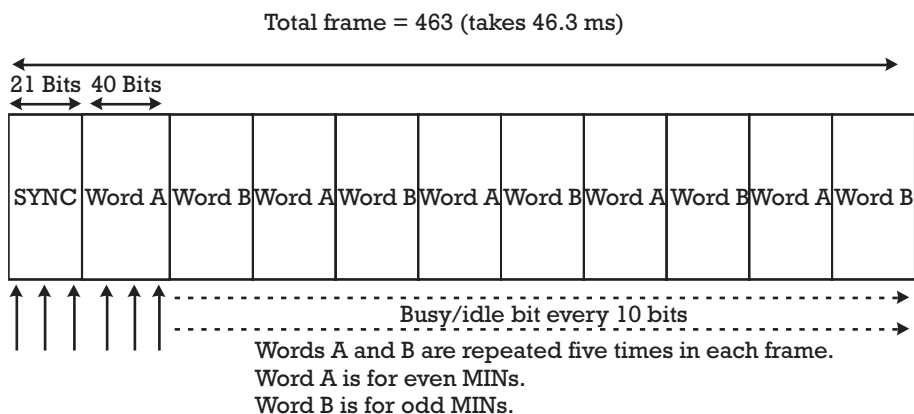 Total frame = 463 (takes 46.3 ms)
21 Bits 40 Bits
SYNC Word A Word B Word A Word B Word A Word B Word A Word B Word A Word B
Busy/idle bit every 10 bits
Words A and B are repeated five times in each frame.
Word A is for even MINs.
Word B is for odd MINs.